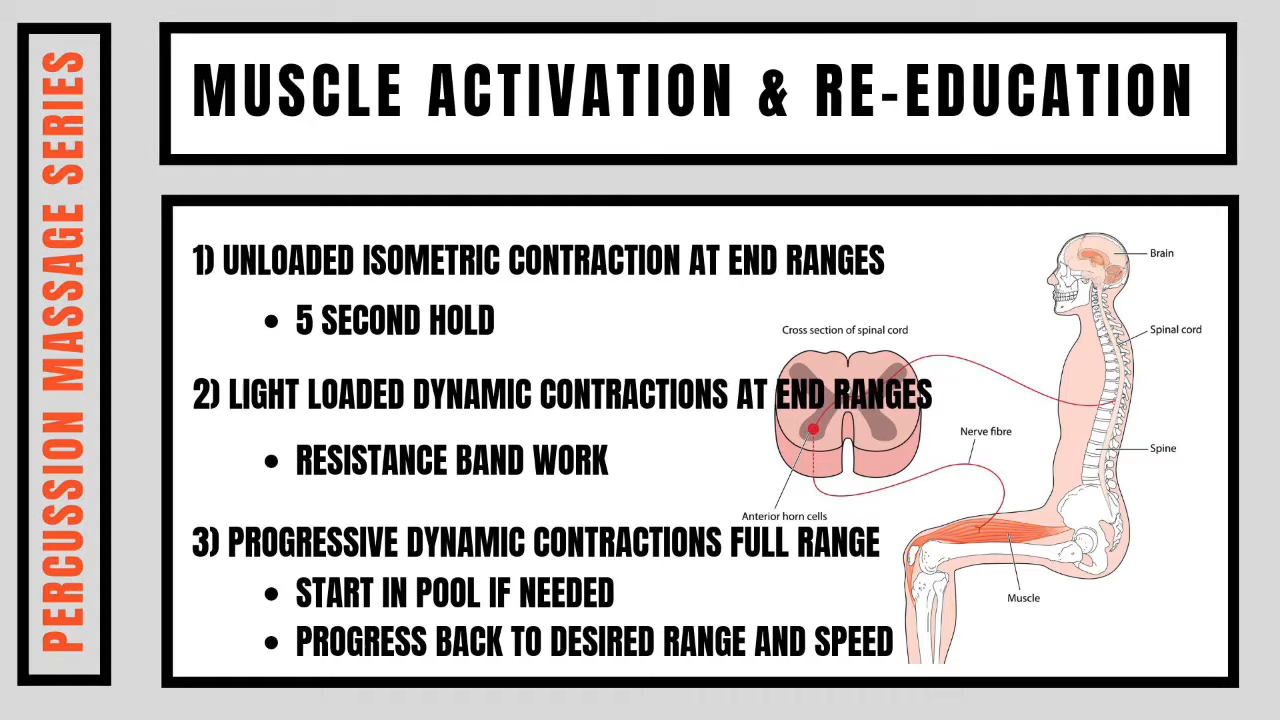 PERCUSSION MASSAGE SERIES
MUSCLE ACTIVATION & RE-EDUCATION
1) UNLOADED ISOMETRIC CONTRACTION AT END RANGES
• 5 SECOND HOLD
2) LIGHT LOADED DYNAMIC CONTRACTIONS AT END RANGES
• RESISTANCE BAND WORK
3) PROGRESSIVE DYNAMIC CONTRACTIONS FULL RANGE
• START IN POOL IF NEEDED
• PROGRESS BACK TO DESIRED RANGE AND SPEED
Brain
Cross section of spinal cord
Spinal cord
Nerve fibre
Spine
Anterior horn cells
Muscle